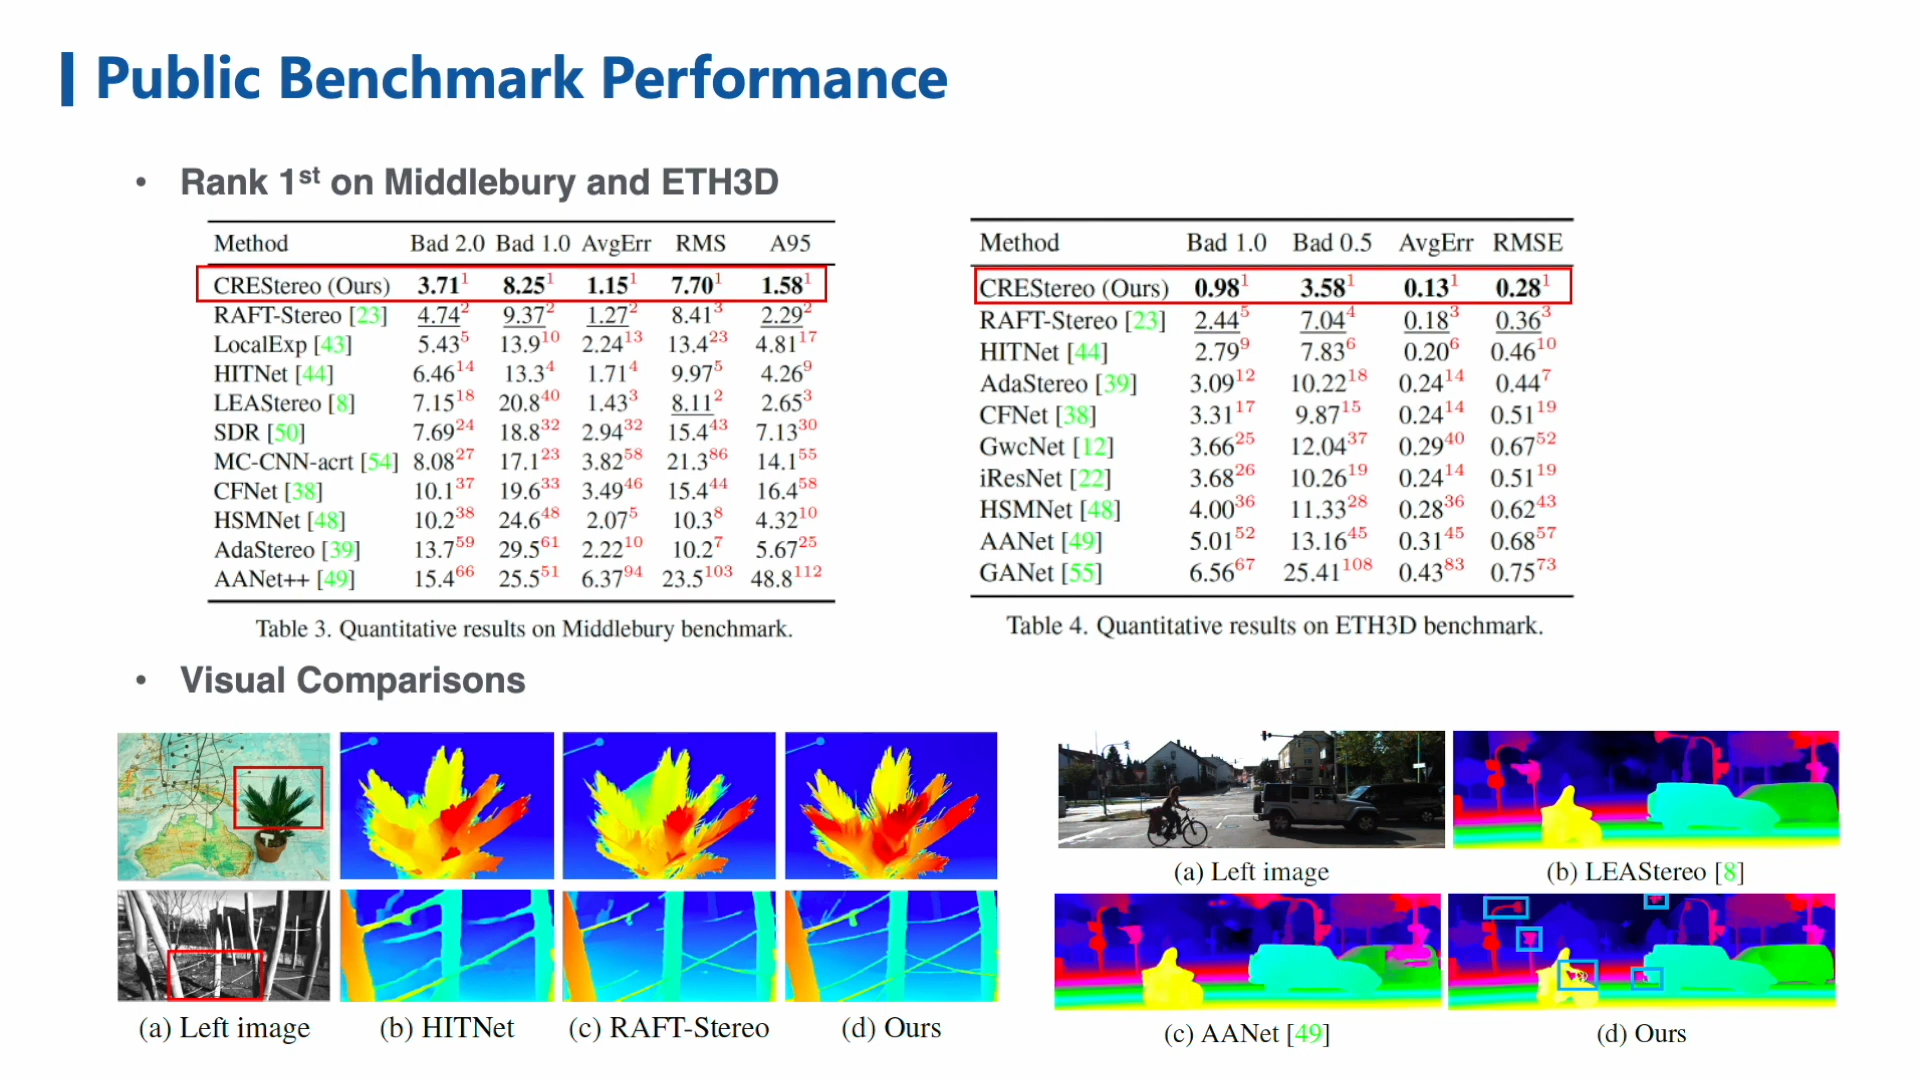 Public Benchmark Performance
• Rank 1st on Middlebury and ETH3D
Method Bad 2.0 Bad 1.0 AvgErr RMS A95
CREStereo (Ours) 3.71¹ 8.25¹ 1.15¹ 7.70¹ 1.58¹
RAFT-Stereo [23] 4.74² 9.37² 1.27² 8.41³ 2.29²
LocalExp [43] 5.43⁵ 13.9¹⁰ 2.24¹³ 13.4²³ 4.81¹⁷
HITNet [44] 6.46¹⁴ 13.3⁴ 1.71⁴ 9.97⁵ 4.26⁹
LEAStereo [8] 7.15¹⁸ 20.8⁴⁰ 1.43³ 8.11² 2.65³
SDR [50] 7.69²⁴ 18.8³² 2.94³² 15.4⁴³ 7.13³⁰
MC-CNN-acrt [54] 8.08²⁷ 17.1²³ 3.82⁵⁸ 21.3⁸⁶ 14.1⁵⁵
CFNet [38] 10.1³⁷ 19.6³³ 3.49⁴⁶ 15.4⁴⁴ 16.4⁵⁸
HSMNet [48] 10.2³⁸ 24.6⁴⁸ 2.07⁵ 10.3⁸ 4.32¹⁰
AdaStereo [39] 13.7⁵⁹ 29.5⁶¹ 2.22¹⁰ 10.2⁷ 5.67²⁵
AANet++ [49] 15.4⁶⁶ 25.5⁵¹ 6.37⁹⁴ 23.5¹⁰³ 48.8¹¹²
Table 3. Quantitative results on Middlebury benchmark.
Method Bad 1.0 Bad 0.5 AvgErr RMSE
CREStereo (Ours) 0.98¹ 3.58¹ 0.13¹ 0.28¹
RAFT-Stereo [23] 2.44⁵ 7.04⁴ 0.18³ 0.36³
HITNet [44] 2.79⁹ 7.83⁶ 0.20⁶ 0.46¹⁰
AdaStereo [39] 3.09¹² 10.22¹⁸ 0.24¹⁴ 0.44⁷
CFNet [38] 3.31¹⁷ 9.87¹⁵ 0.24¹⁴ 0.51¹⁹
GwcNet [12] 3.66²⁵ 12.04³⁷ 0.29⁴⁰ 0.67⁵²
iResNet [22] 3.68²⁶ 10.26¹⁹ 0.24¹⁴ 0.51¹⁹
HSMNet [48] 4.00³⁶ 11.33²⁸ 0.28³⁶ 0.62⁴³
AANet [49] 5.01⁵² 13.16⁴⁵ 0.31⁴⁵ 0.68⁵⁷
GANet [55] 6.56⁶⁷ 25.41¹⁰⁸ 0.43⁸³ 0.75⁷³
Table 4. Quantitative results on ETH3D benchmark.
• Visual Comparisons
(a) Left image (b) HITNet (c) RAFT-Stereo (d) Ours
(a) Left image (b) LEAStereo [8]
(c) AANet [49] (d) Ours